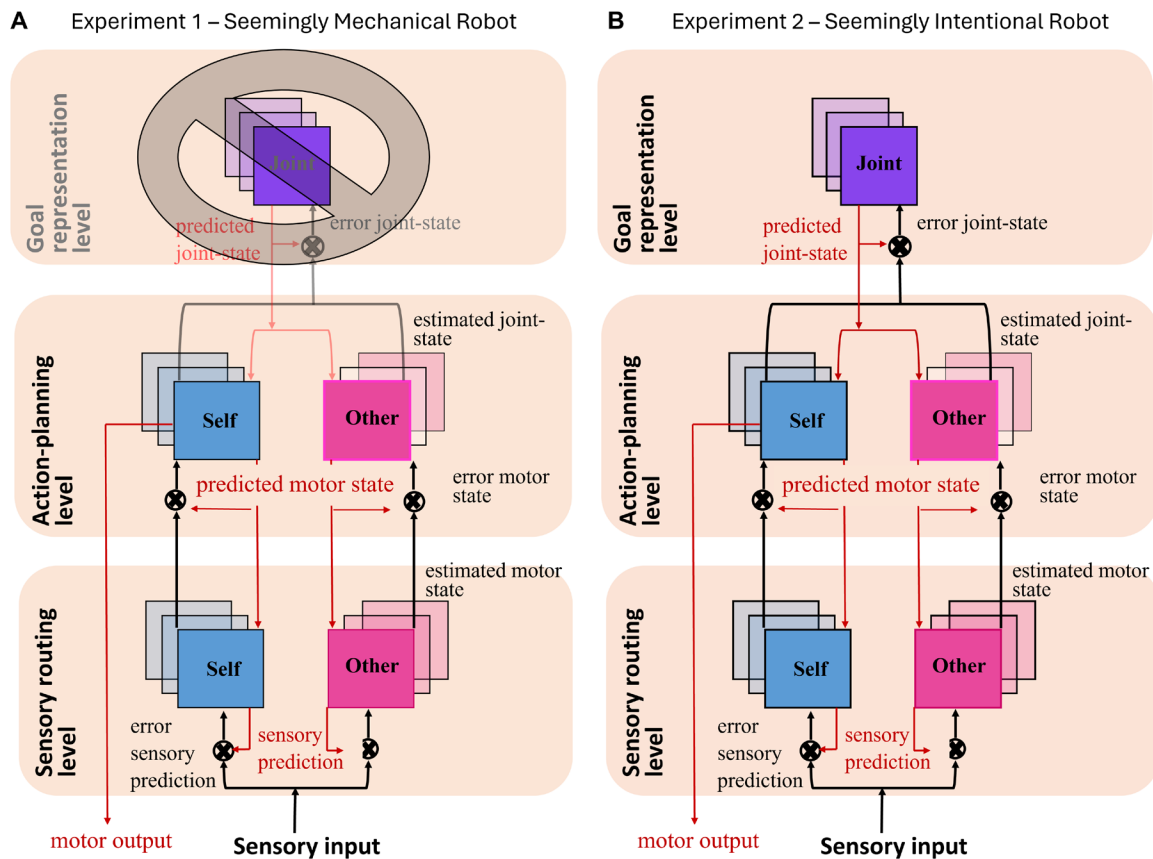 A
Experiment 1 – Seemingly Mechanical Robot
Goal
representation
level
Joint
predicted
joint-state
error joint-state
estimated joint-
state
Action-planning
level
Self
Other
predicted motor state
error motor
state
estimated motor
state
Sensory routing
level
Self
Other
error
sensory
prediction
sensory
prediction
motor output
Sensory input
B
Experiment 2 – Seemingly Intentional Robot
Goal
representation
level
Joint
predicted
joint-state
error joint-state
estimated joint-
state
Action-planning
level
Self
Other
predicted motor state
error motor
state
estimated motor
state
Sensory routing
level
Self
Other
error
sensory
prediction
sensory
prediction
motor output
Sensory input